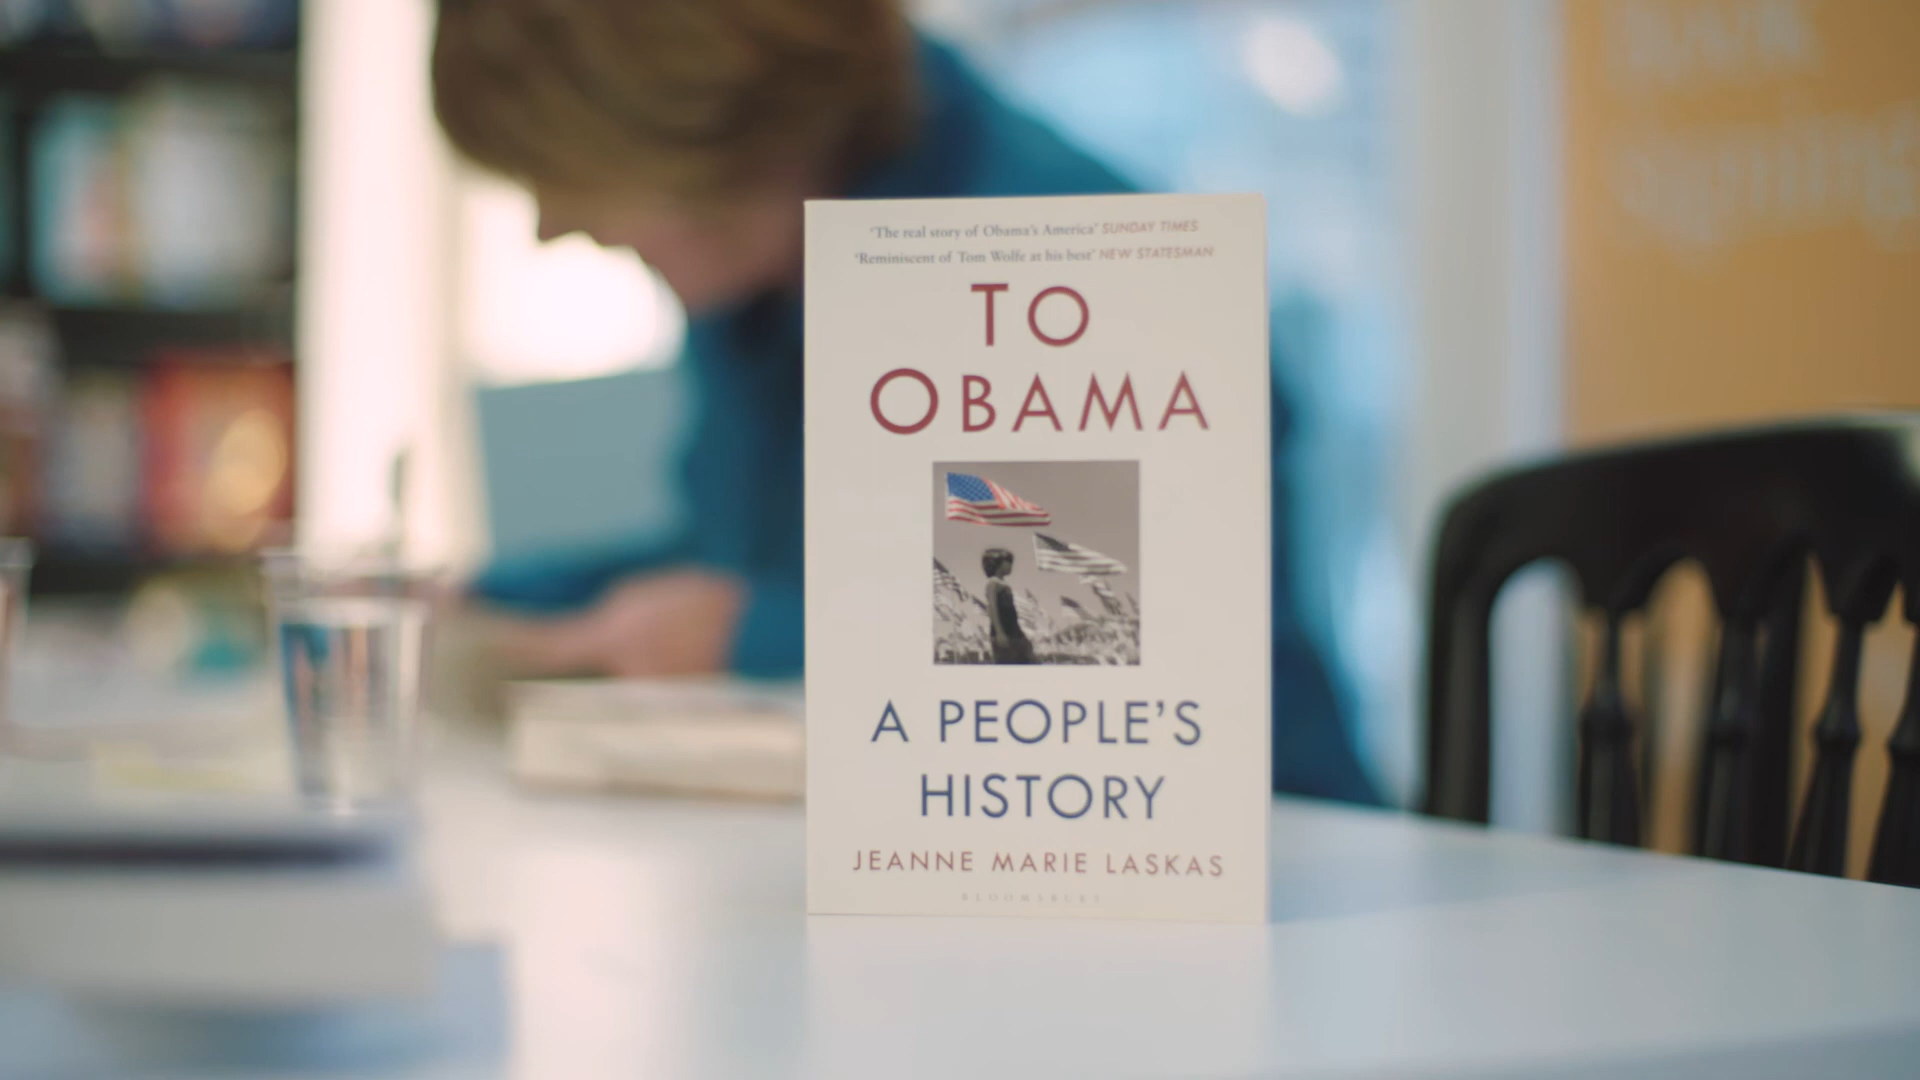 'The real story of Obama's America' SUNDAY TIMES
'Reminiscent of Tom Wolfe at his best' NEW STATESMAN
TO
OBAMA
A PEOPLE'S
HISTORY
JEANNE MARIE LASKAS
BLOOMSBURY